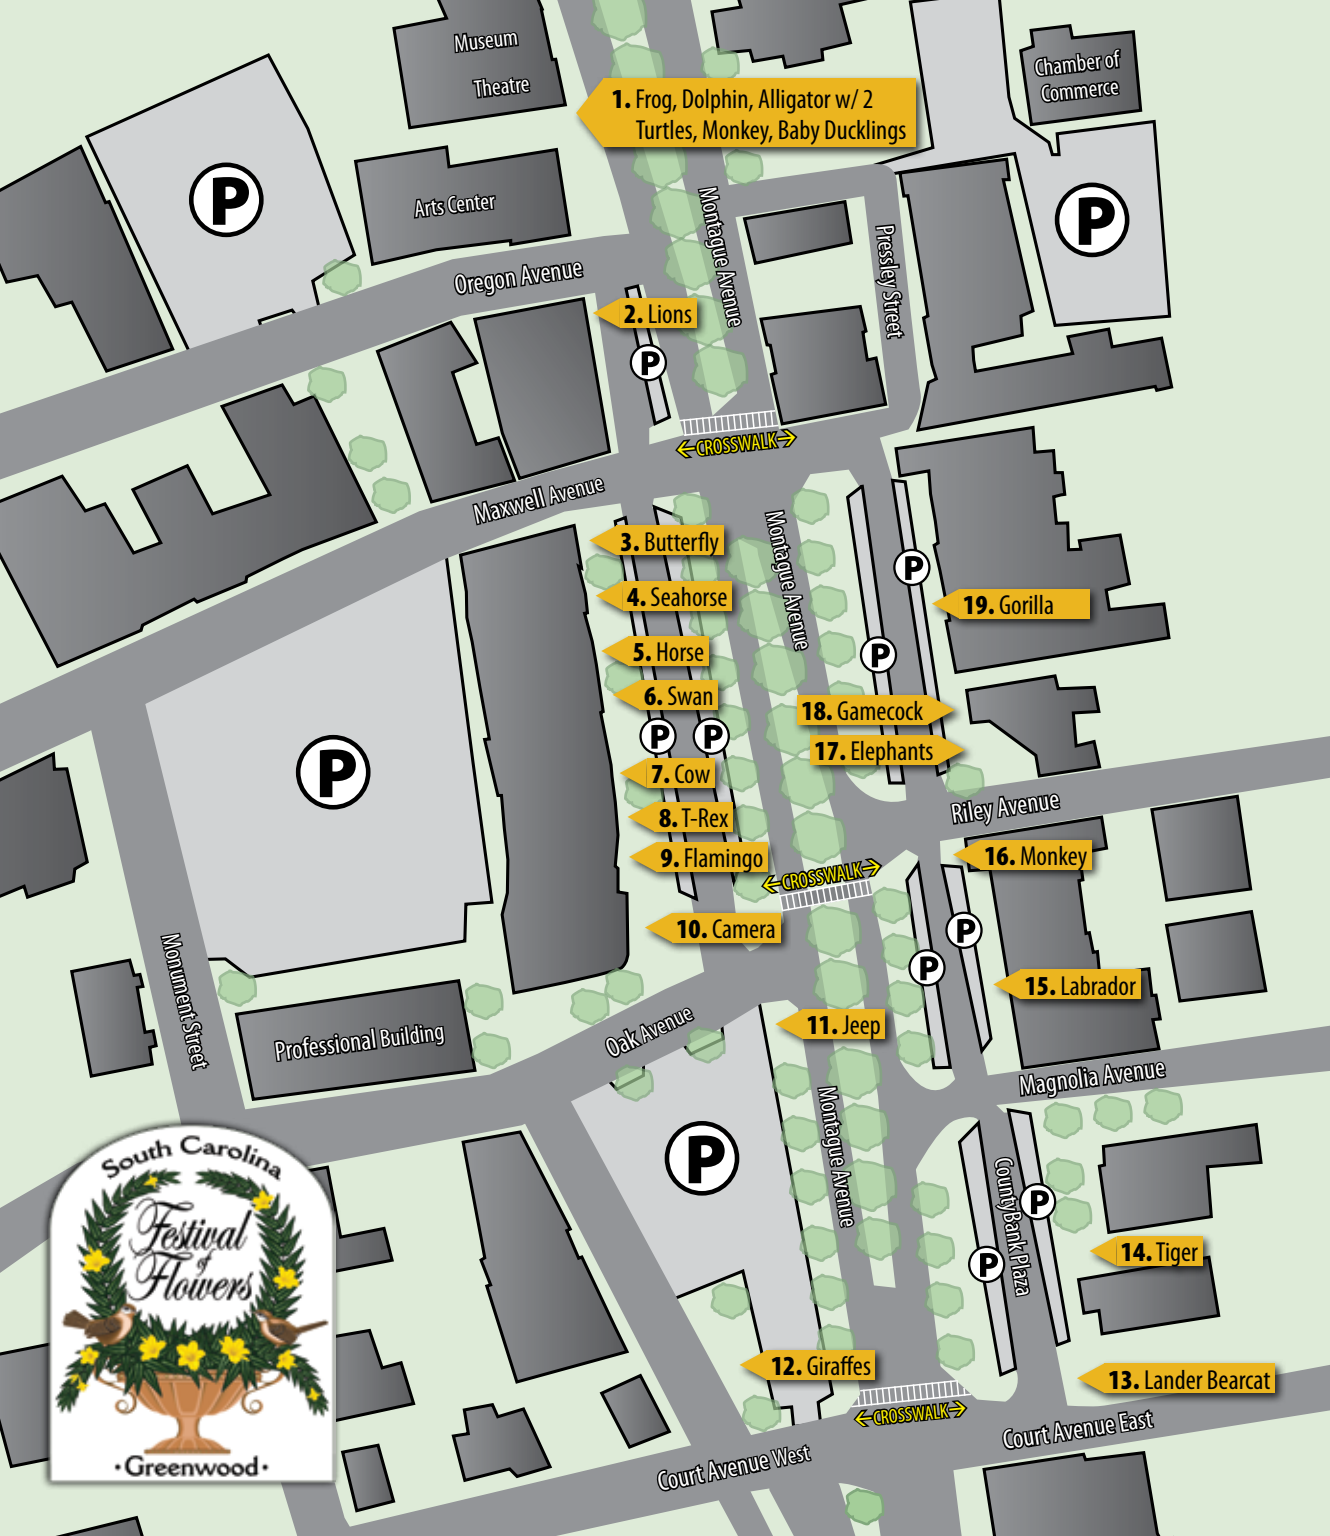 Museum
Theatre
Chamber of
Commerce
1. Frog, Dolphin, Alligator w/ 2
Turtles, Monkey, Baby Ducklings
P
Arts Center
P
Montague Avenue
Pressley Street
Oregon Avenue
2. Lions
P
←CROSSWALK→
Maxwell Avenue
Montague Avenue
3. Butterfly
P
4. Seahorse
19. Gorilla
5. Horse
P
6. Swan
18. Gamecock
P
P
17. Elephants
P
7. Cow
Riley Avenue
8. T-Rex
9. Flamingo
16. Monkey
←CROSSWALK→
10. Camera
P
P
15. Labrador
Monument Street
Professional Building
Oak Avenue
11. Jeep
Magnolia Avenue
Montague Avenue
P
CountyBank Plaza
P
14. Tiger
P
South Carolina
Festival
of
Flowers
·Greenwood·
12. Giraffes
13. Lander Bearcat
←CROSSWALK→
Court Avenue East
Court Avenue West